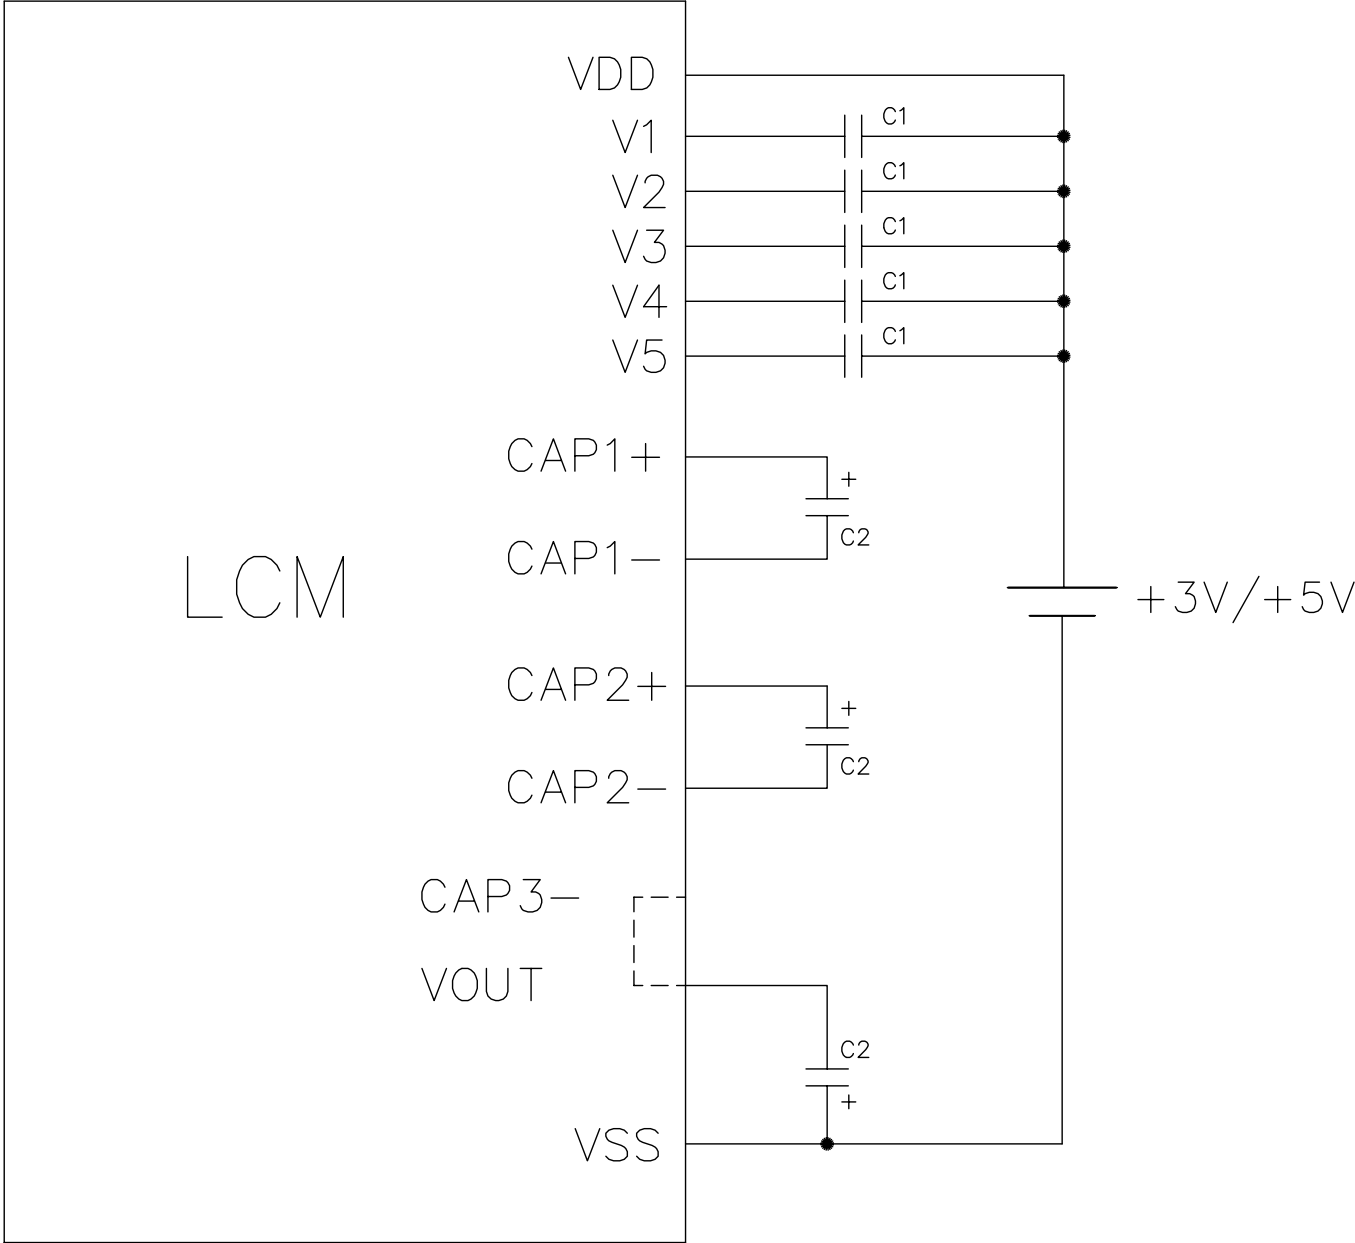 VDD
C1
V1
C1
V2
C1
V3
C1
V4
C1
V5
CAP1+
+
C2
CAP1-
LCM
+3V/+5V
CAP2+
+
C2
CAP2-
CAP3-
VOUT
C2
+
VSS